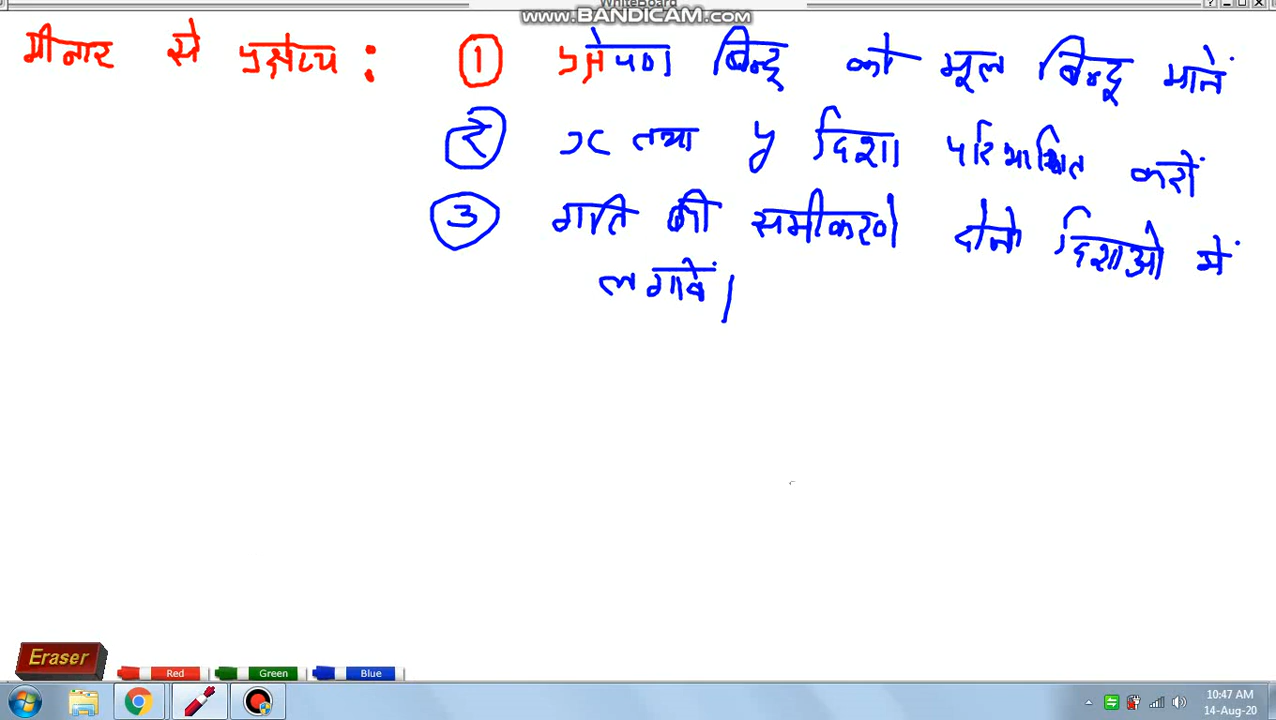 WhiteBoard
www.BANDICAM.com
मीनार से प्रक्षेप्य : ① प्रक्षेपण बिन्दू को मूल बिन्दू माने
② x तथा y दिशा परिभाषित करों
③ गति की समीकरणे दोनो दिशाओ में
लगावें।
Eraser Red Green Blue
10:47 AM
14-Aug-20